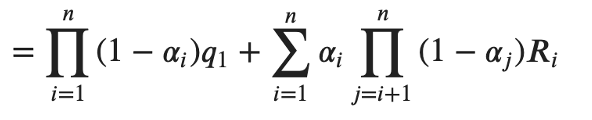 = ∏_{i=1}^{n} (1 − α_i)q_1 + ∑_{i=1}^{n} α_i ∏_{j=i+1}^{n} (1 − α_j)R_i